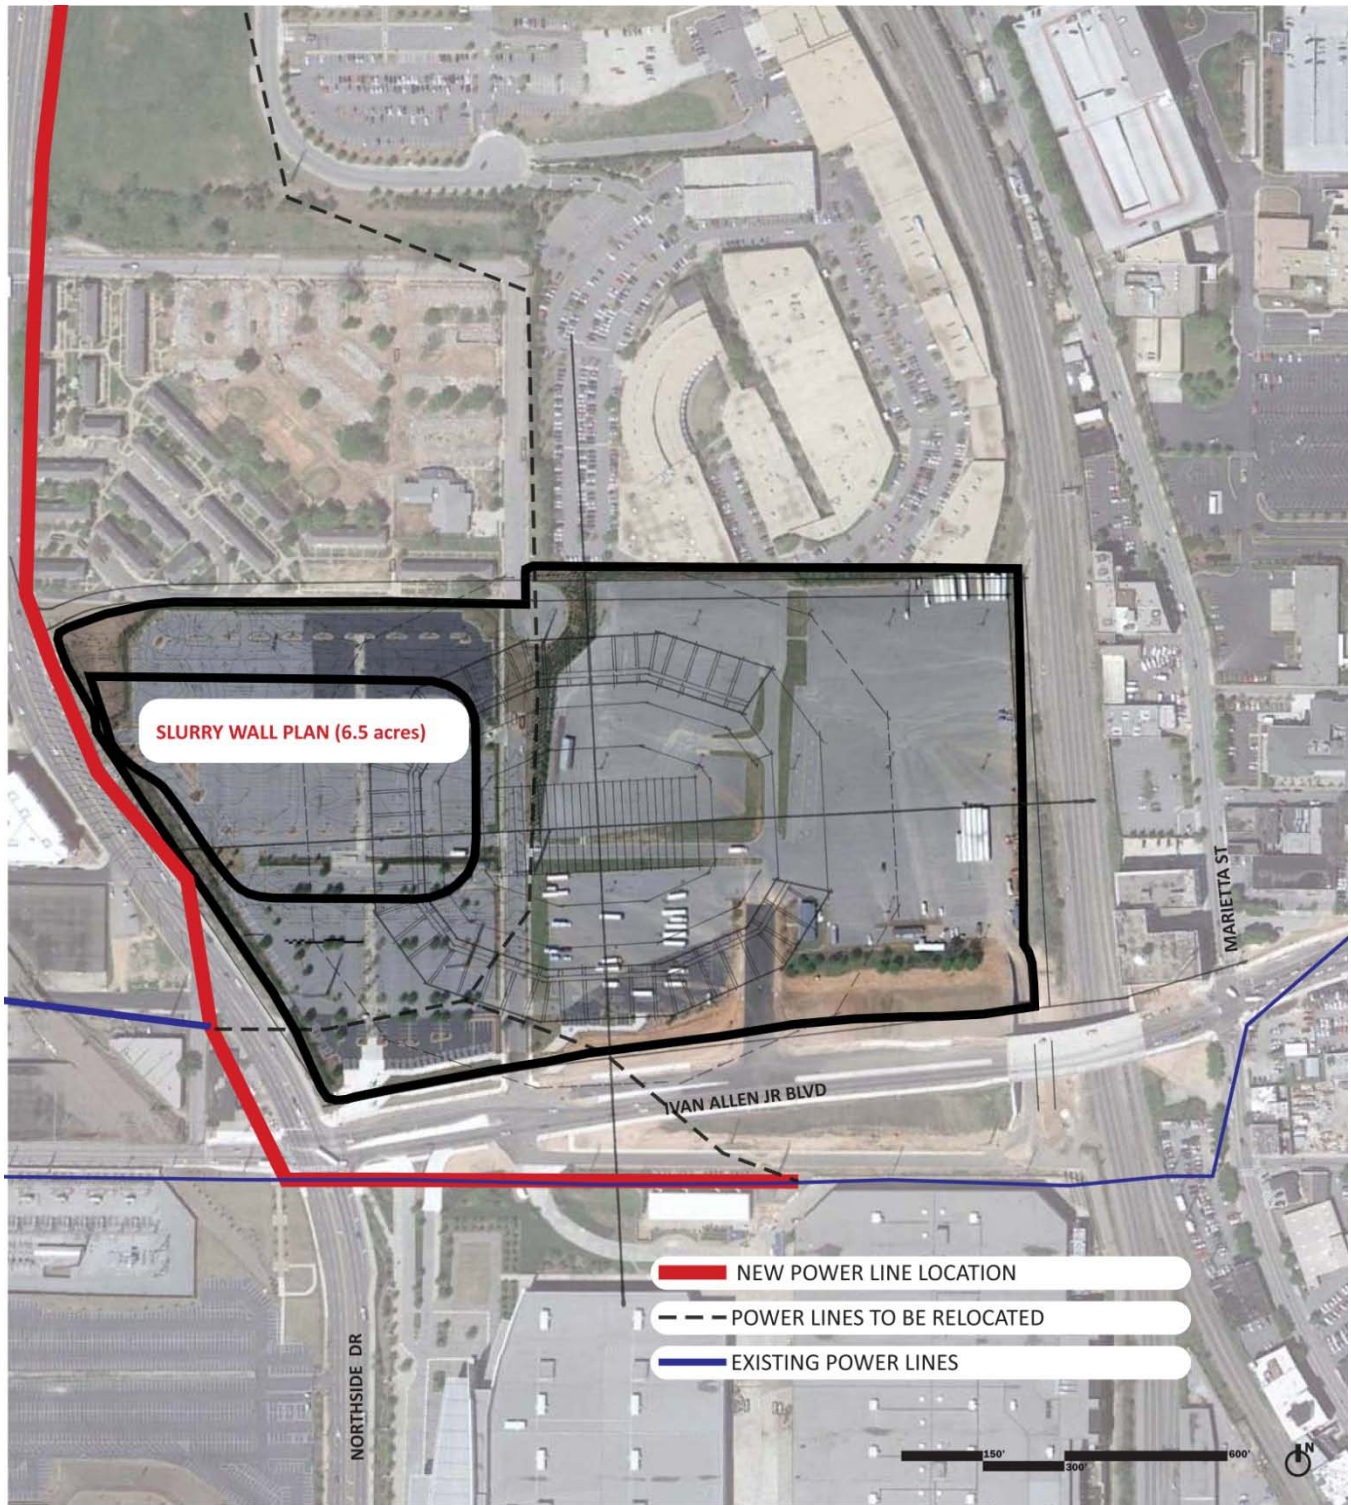 SLURRY WALL PLAN (6.5 acres)
MARIETTA ST
IVAN ALLEN JR BLVD
NEW POWER LINE LOCATION
POWER LINES TO BE RELOCATED
EXISTING POWER LINES
NORTHSIDE DR
150'
600'
300'
N